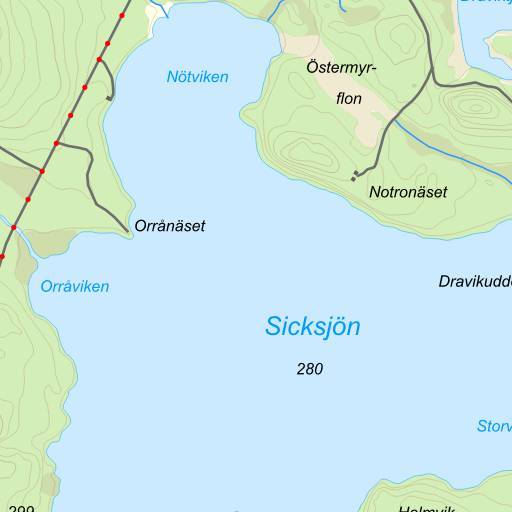 Nötviken
Östermyr-
flon
Notronäset
Orrånäset
Orråviken
Dravikudd
Sicksjön
280
Storv
299
Holmvik